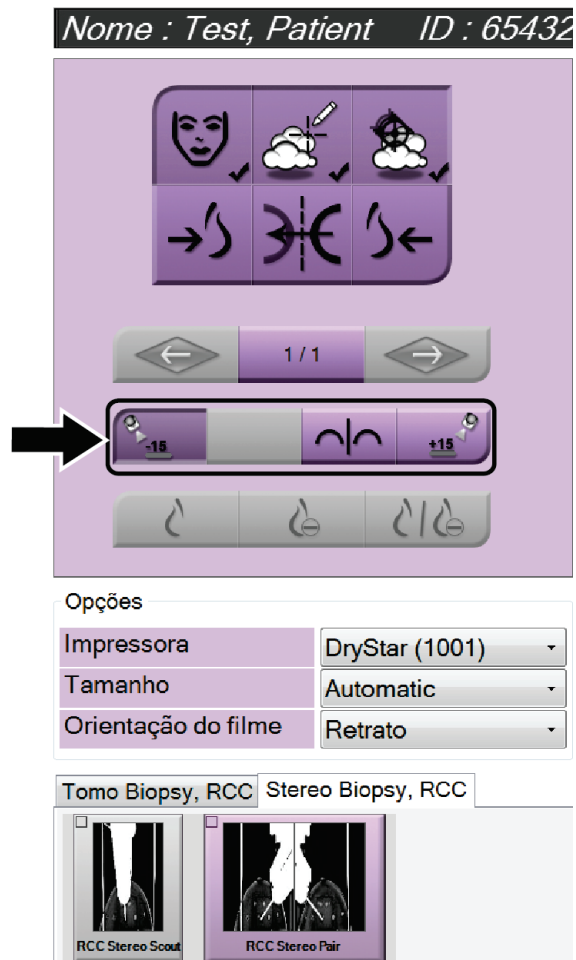 Nome : Test, Patient ID : 65432
1 / 1
-15 +15
Opções
Impressora DryStar (1001)
Tamanho Automatic
Orientação do filme Retrato
Tomo Biopsy, RCC Stereo Biopsy, RCC
RCC Stereo Scout RCC Stereo Pair